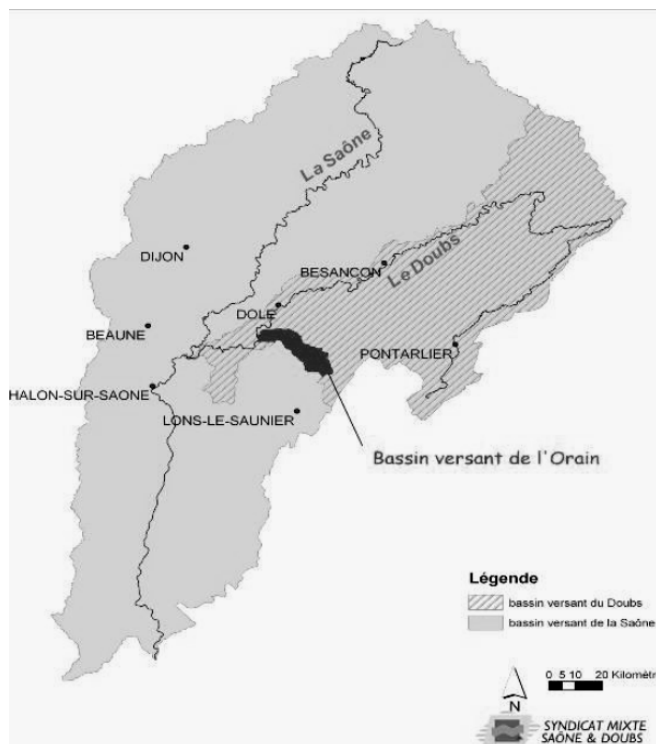 La Saône
DIJON
BESANÇON
Le Doubs
DOLE
BEAUNE
PONTARLIER
HALON-SUR-SAONE
LONS-LE-SAUNIER
Bassin versant de l'Orain
Légende
bassin versant du Doubs
bassin versant de la Saône
0 5 10 20 Kilomètr
N
SYNDICAT MIXTE
SAÔNE & DOUBS